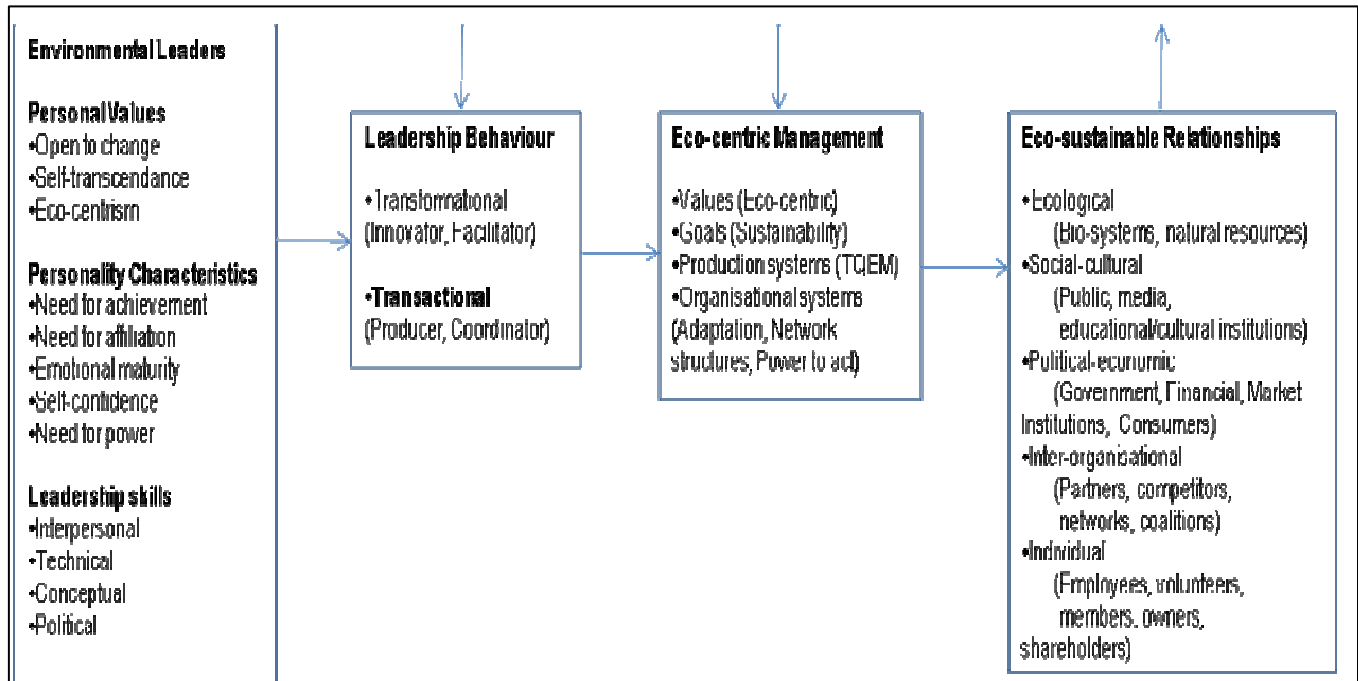 Environmental Leaders
Personal Values
•Open to change
•Self-transcendance
•Eco-centrism
Personality Characteristics
•Need for achievement
•Need for affiliation
•Emotional maturity
•Self-confidence
•Need for power
Leadership skills
•Interpersonal
•Technical
•Conceptual
•Political
Leadership Behaviour
•Transformational
(Innovator, Facilitator)
•Transactional
(Producer, Coordinator)
Eco-centric Management
•Values (Eco-centric)
•Goals (Sustainability)
•Production systems (TQEM)
•Organisational systems
(Adaptation, Network
structures, Power to act)
Eco-sustainable Relationships
•Ecological
(Bio-systems, natural resources)
•Social-cultural
(Public, media,
educational/cultural institutions)
•Political-economic
(Government, Financial, Market
Institutions, Consumers)
•Inter-organisational
(Partners, competitors,
networks, coalitions)
•Individual
(Employees, volunteers,
members, owners,
shareholders)